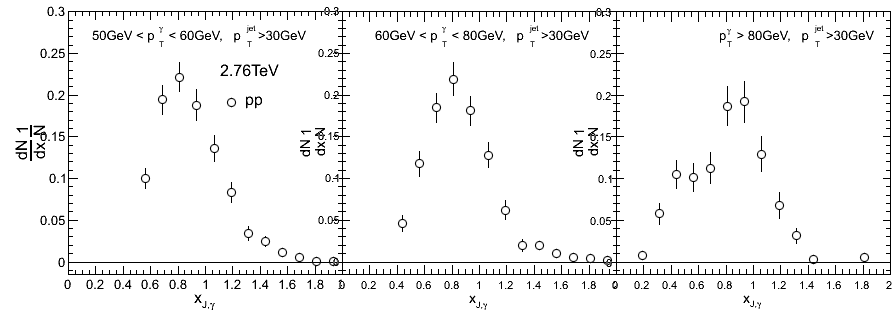 50GeV < p_T^γ < 60GeV, p_T^jet >30GeV
2.76TeV
pp
1/N dN/dx
0.3
0.25
0.2
0.15
0.1
0.05
0
0 0.2 0.4 0.6 0.8 1 1.2 1.4 1.6 1.8
x_J,γ
60GeV < p_T^γ < 80GeV, p_T^jet >30GeV
1/N dN/dx
0.3
0.25
0.2
0.15
0.1
0.05
0
0 0.2 0.4 0.6 0.8 1 1.2 1.4 1.6 1.8
x_J,γ
p_T^γ > 80GeV, p_T^jet >30GeV
1/N dN/dx
0.3
0.25
0.2
0.15
0.1
0.05
0
0 0.2 0.4 0.6 0.8 1 1.2 1.4 1.6 1.8 2
x_J,γ